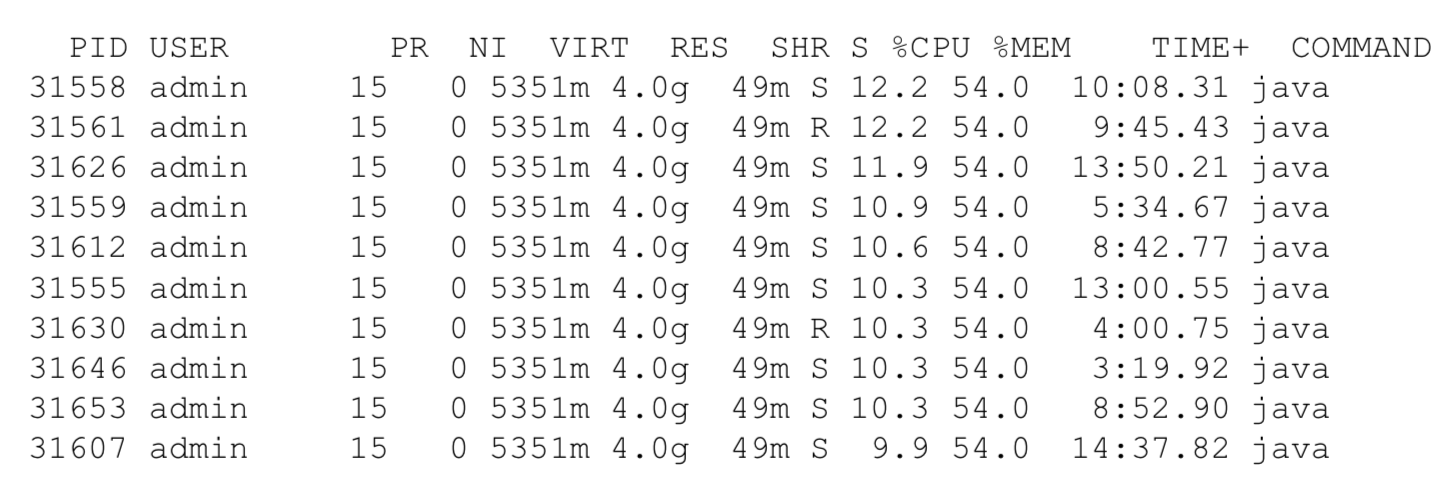 PID USER PR NI VIRT RES SHR S %CPU %MEM TIME+ COMMAND
31558 admin 15 0 5351m 4.0g 49m S 12.2 54.0 10:08.31 java
31561 admin 15 0 5351m 4.0g 49m R 12.2 54.0 9:45.43 java
31626 admin 15 0 5351m 4.0g 49m S 11.9 54.0 13:50.21 java
31559 admin 15 0 5351m 4.0g 49m S 10.9 54.0 5:34.67 java
31612 admin 15 0 5351m 4.0g 49m S 10.6 54.0 8:42.77 java
31555 admin 15 0 5351m 4.0g 49m S 10.3 54.0 13:00.55 java
31630 admin 15 0 5351m 4.0g 49m R 10.3 54.0 4:00.75 java
31646 admin 15 0 5351m 4.0g 49m S 10.3 54.0 3:19.92 java
31653 admin 15 0 5351m 4.0g 49m S 10.3 54.0 8:52.90 java
31607 admin 15 0 5351m 4.0g 49m S 9.9 54.0 14:37.82 java